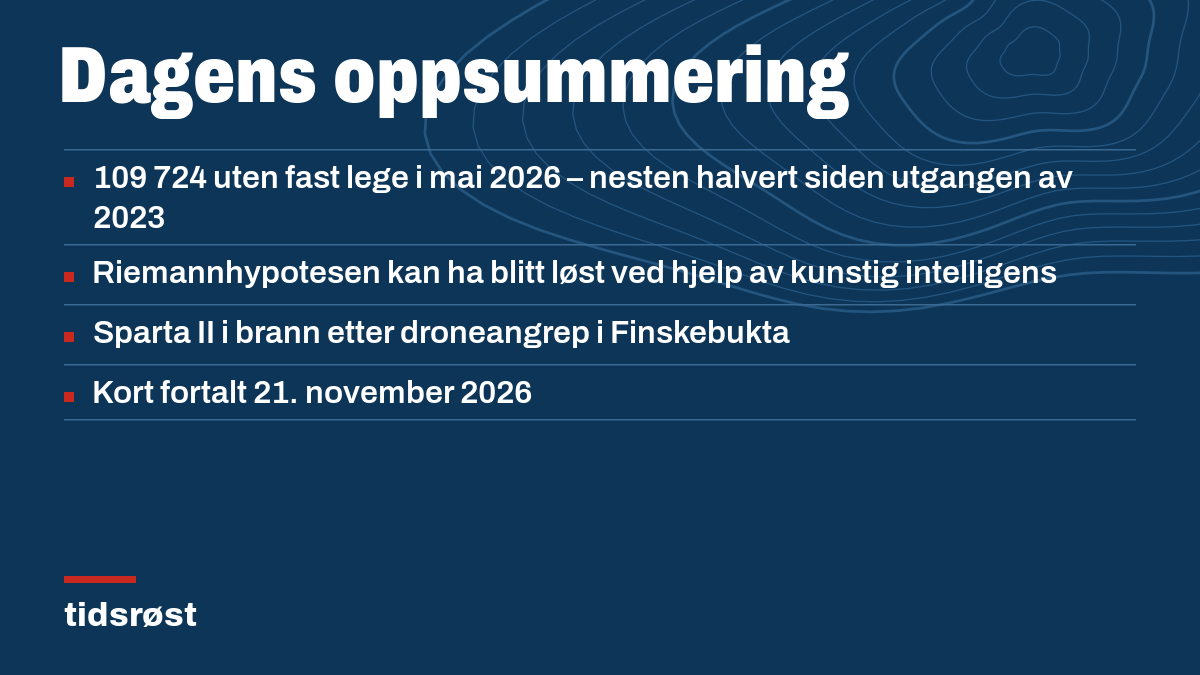 Dagens oppsummering
109 724 uten fast lege i mai 2026 – nesten halvert siden utgangen av
2023
Riemannhypotesen kan ha blitt løst ved hjelp av kunstig intelligens
Sparta II i brann etter droneangrep i Finskebukta
Kort fortalt 21. november 2026
tidsrøst